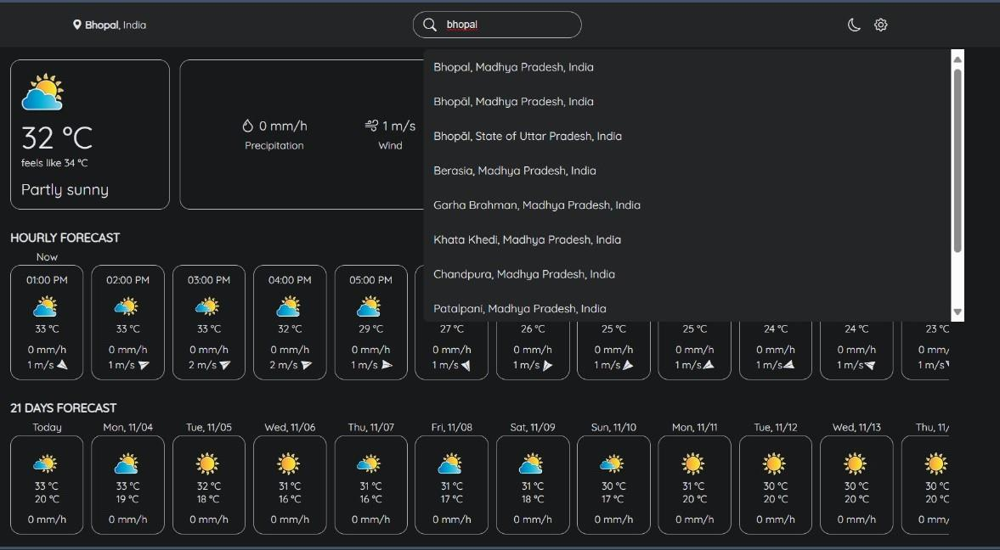 Bhopal, India
bhopal
Bhopal, Madhya Pradesh, India
Bhopāl, Madhya Pradesh, India
Bhopāl, State of Uttar Pradesh, India
Berasia, Madhya Pradesh, India
Garha Brahman, Madhya Pradesh, India
Khata Khedi, Madhya Pradesh, India
Chandpura, Madhya Pradesh, India
Patalpani, Madhya Pradesh, India
32 °C
feels like 34 °C
Partly sunny
0 mm/h 1 m/s
Precipitation Wind
HOURLY FORECAST
Now
01:00 PM 02:00 PM 03:00 PM 04:00 PM 05:00 PM
33 °C 33 °C 33 °C 32 °C 29 °C 27 °C 26 °C 25 °C 25 °C 24 °C 24 °C 23 °C
0 mm/h 0 mm/h 0 mm/h 0 mm/h 0 mm/h 0 mm/h 0 mm/h 0 mm/h 0 mm/h 0 mm/h 0 mm/h 0 mm/
1 m/s 1 m/s 2 m/s 2 m/s 1 m/s 1 m/s 1 m/s 1 m/s 1 m/s 1 m/s 1 m/s 1 m/s
21 DAYS FORECAST
Today Mon, 11/04 Tue, 11/05 Wed, 11/06 Thu, 11/07 Fri, 11/08 Sat, 11/09 Sun, 11/10 Mon, 11/11 Tue, 11/12 Wed, 11/13 Thu, 11/
33 °C 33 °C 32 °C 31 °C 31 °C 31 °C 31 °C 30 °C 31 °C 30 °C 30 °C 30 °C
20 °C 19 °C 18 °C 16 °C 16 °C 17 °C 18 °C 17 °C 20 °C 20 °C 20 °C 20 °C
0 mm/h 0 mm/h 0 mm/h 0 mm/h 0 mm/h 0 mm/h 0 mm/h 0 mm/h 0 mm/h 0 mm/h 0 mm/h 0 mm/